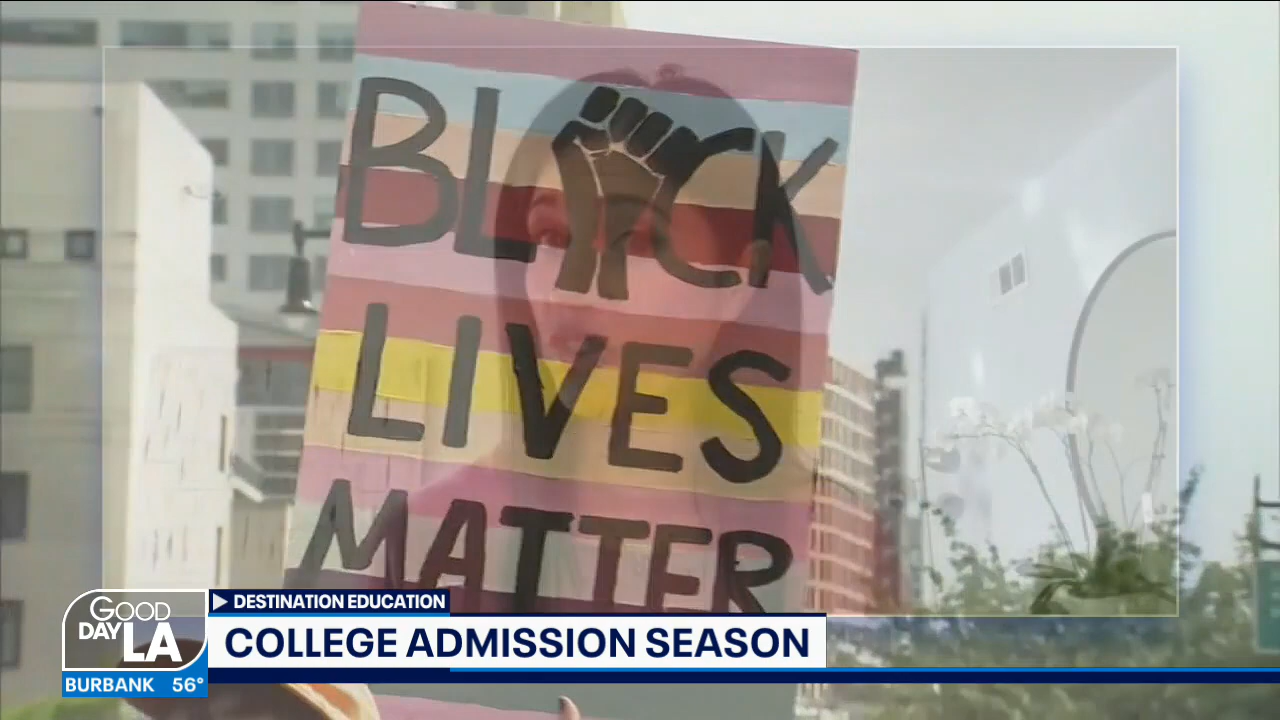 BLACK
LIVES
MATTER
DESTINATION EDUCATION
GOOD
DAY LA
COLLEGE ADMISSION SEASON
BURBANK 56°